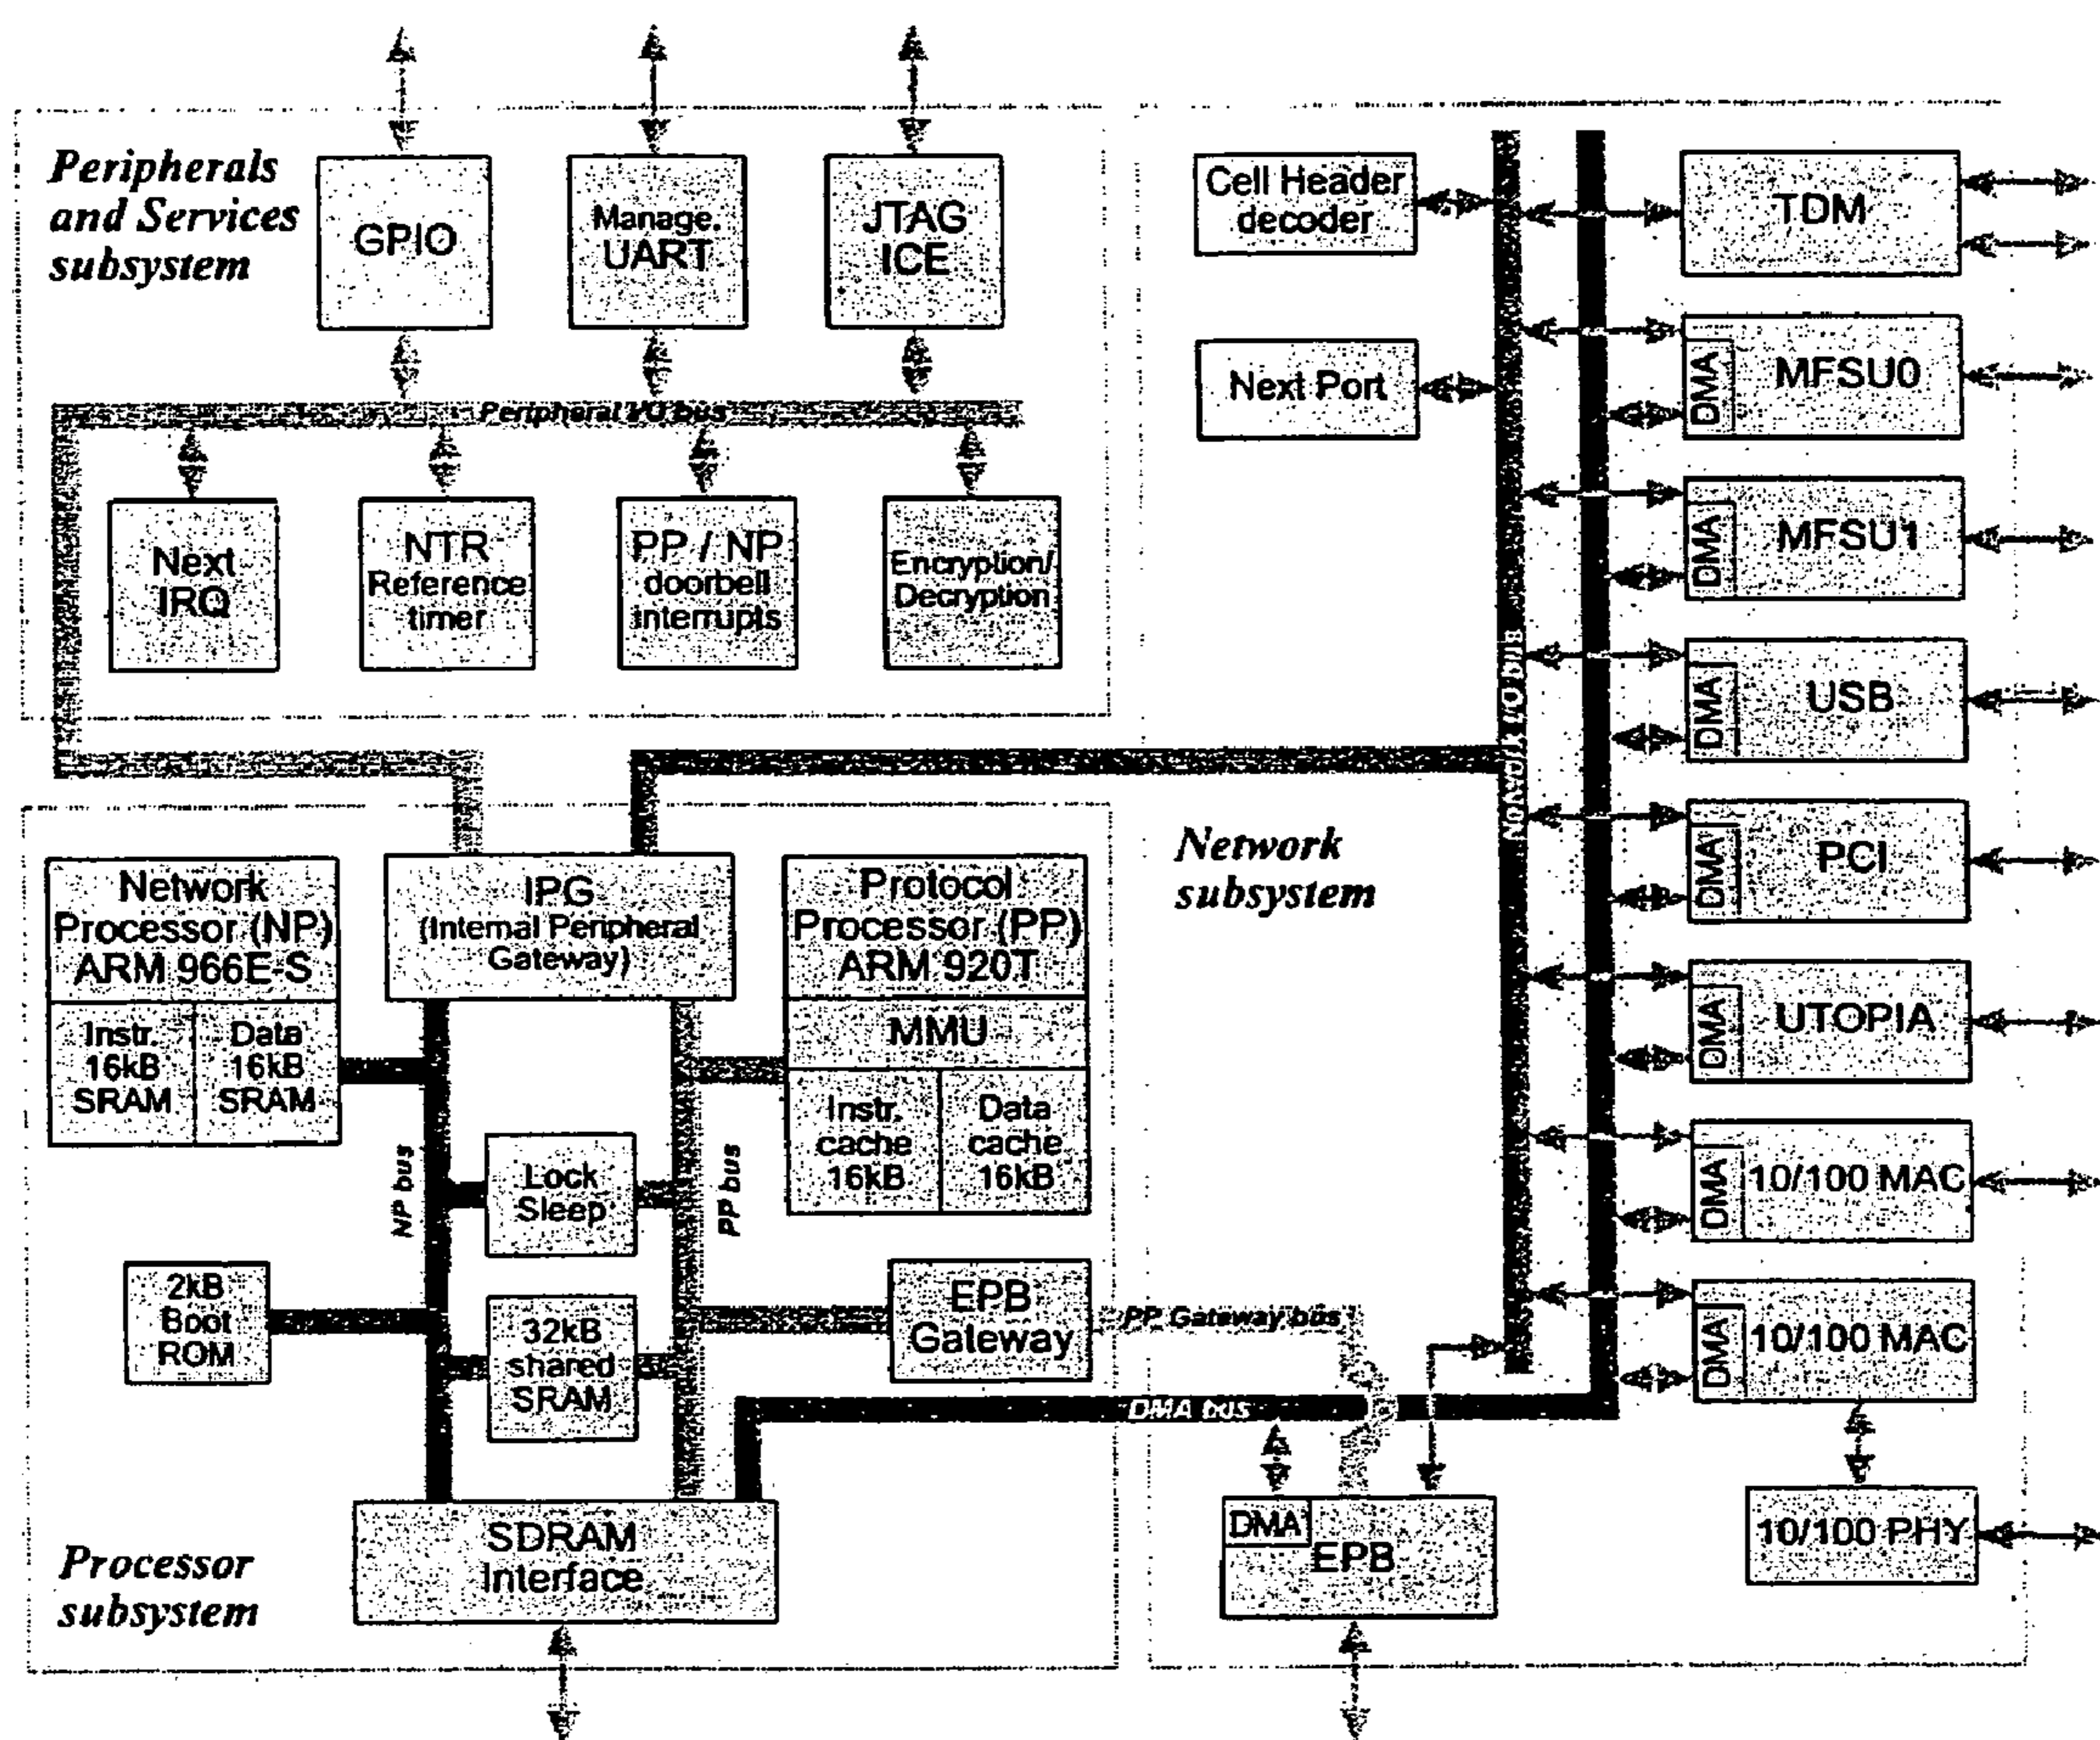 Peripherals
and Services
subsystem
GPIO
Manage.
UART
JTAG
ICE
Peripheral I/O bus
Next
IRQ
NTR
Reference
timer
PP / NP
doorbell
interrupts
Encryption/
Decryption
Cell Header
decoder
Next Port
Network I/O bus
TDM
DMA
MFSU0
DMA
MFSU1
DMA
USB
DMA
PCI
DMA
UTOPIA
DMA
10/100 MAC
DMA
10/100 MAC
10/100 PHY
Network
subsystem
Network
Processor (NP)
ARM 966E-S
Instr.
16kB
SRAM
Data
16kB
SRAM
IPG
(Internal Peripheral
Gateway)
Protocol
Processor (PP)
ARM 920T
MMU
Instr.
cache
16kB
Data
cache
16kB
NP bus
Lock
Sleep
PP bus
2kB
Boot
ROM
32kB
shared
SRAM
EPB
Gateway
PP Gateway bus
DMA bus
SDRAM
Interface
DMA
EPB
Processor
subsystem